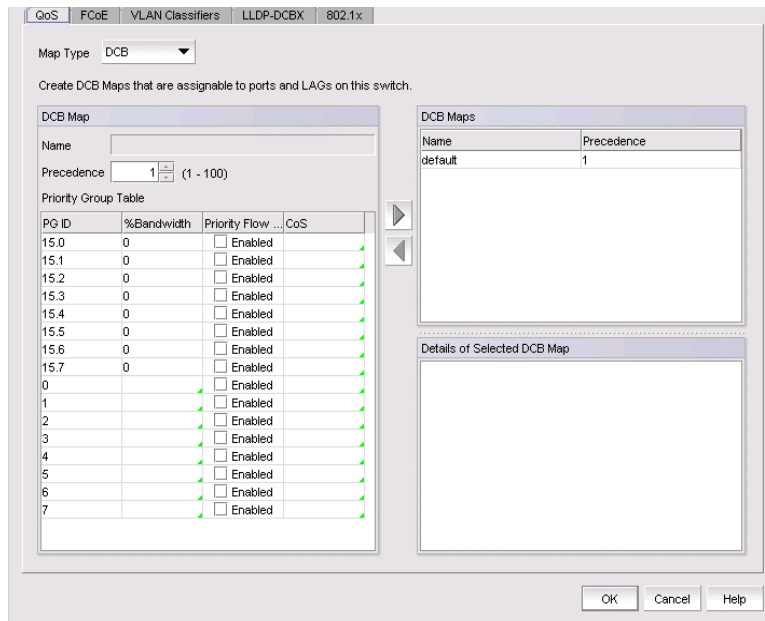 QoS FCoE VLAN Classifiers LLDP-DCBX 802.1x
Map Type DCB
Create DCB Maps that are assignable to ports and LAGs on this switch.
DCB Map
Name
Precedence 1 (1 - 100)
Priority Group Table
PG ID %Bandwidth Priority Flow ... CoS
15.0 0 Enabled
15.1 0 Enabled
15.2 0 Enabled
15.3 0 Enabled
15.4 0 Enabled
15.5 0 Enabled
15.6 0 Enabled
15.7 0 Enabled
0 Enabled
1 Enabled
2 Enabled
3 Enabled
4 Enabled
5 Enabled
6 Enabled
7 Enabled
DCB Maps
Name Precedence
default 1
Details of Selected DCB Map
OK Cancel Help